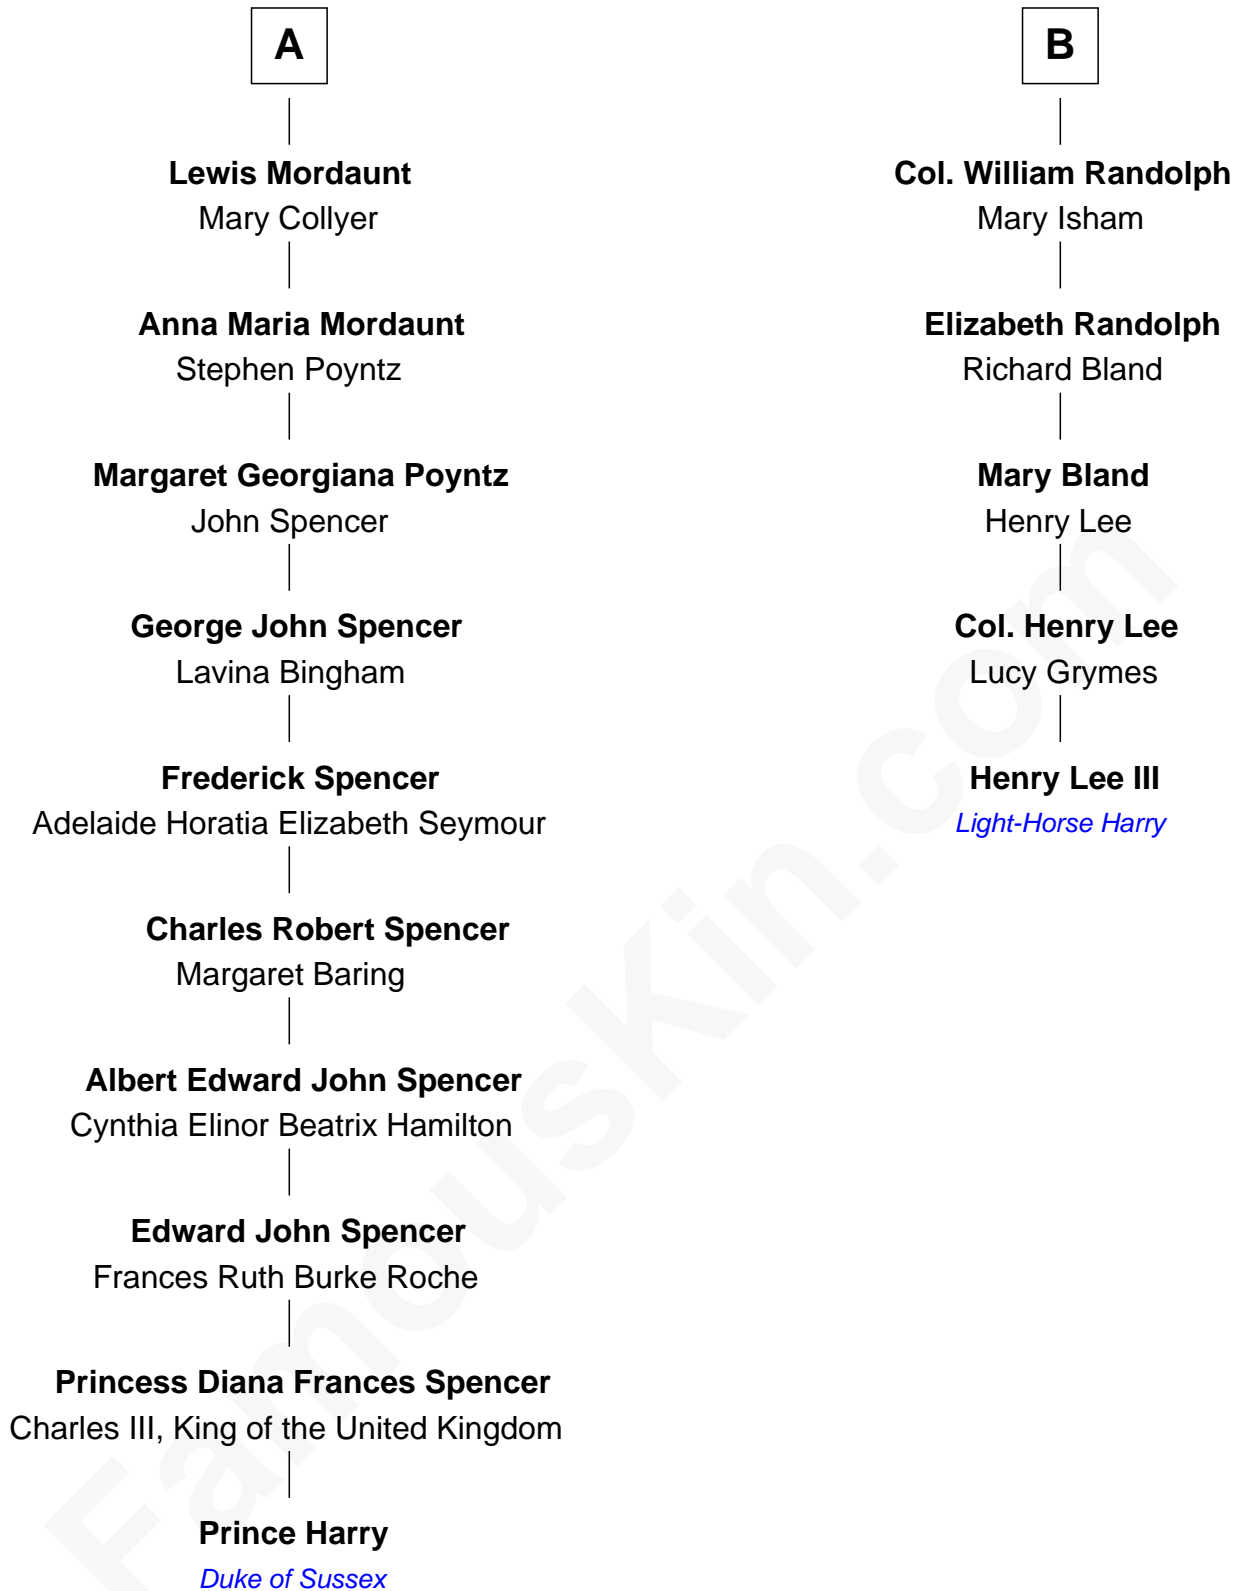 A
Lewis Mordaunt
Mary Collyer
Anna Maria Mordaunt
Stephen Poyntz
Margaret Georgiana Poyntz
John Spencer
George John Spencer
Lavina Bingham
Frederick Spencer
Adelaide Horatia Elizabeth Seymour
Charles Robert Spencer
Margaret Baring
Albert Edward John Spencer
Cynthia Elinor Beatrix Hamilton
Edward John Spencer
Frances Ruth Burke Roche
Princess Diana Frances Spencer
Charles III, King of the United Kingdom
Prince Harry
Duke of Sussex
B
Col. William Randolph
Mary Isham
Elizabeth Randolph
Richard Bland
Mary Bland
Henry Lee
Col. Henry Lee
Lucy Grymes
Henry Lee III
Light-Horse Harry
FamousKin.com